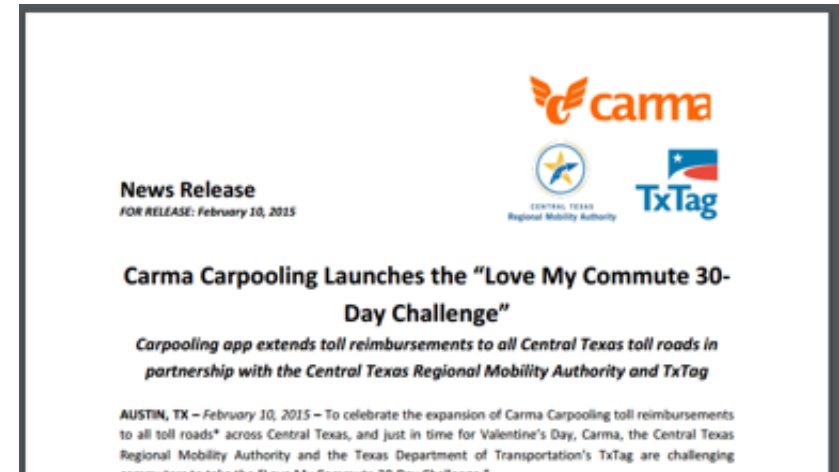 carma
CENTRAL TEXAS
Regional Mobility Authority
TxTag
News Release
FOR RELEASE: February 10, 2015
Carma Carpooling Launches the “Love My Commute 30-
Day Challenge”
Carpooling app extends toll reimbursements to all Central Texas toll roads in
partnership with the Central Texas Regional Mobility Authority and TxTag
AUSTIN, TX – February 10, 2015 – To celebrate the expansion of Carma Carpooling toll reimbursements
to all toll roads* across Central Texas, and just in time for Valentine's Day, Carma, the Central Texas
Regional Mobility Authority and the Texas Department of Transportation's TxTag are challenging